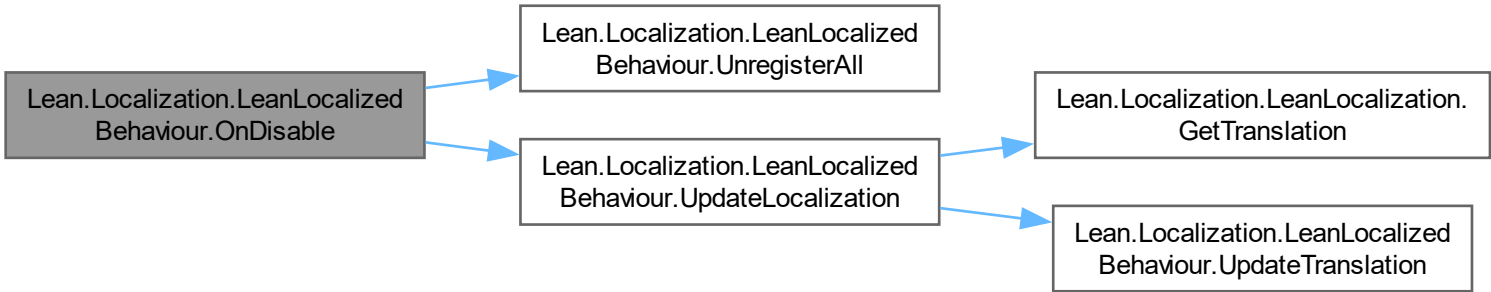 Lean.Localization.LeanLocalized
Behaviour.OnDisable
Lean.Localization.LeanLocalized
Behaviour.UnregisterAll
Lean.Localization.LeanLocalized
Behaviour.UpdateLocalization
Lean.Localization.LeanLocalization.
GetTranslation
Lean.Localization.LeanLocalized
Behaviour.UpdateTranslation